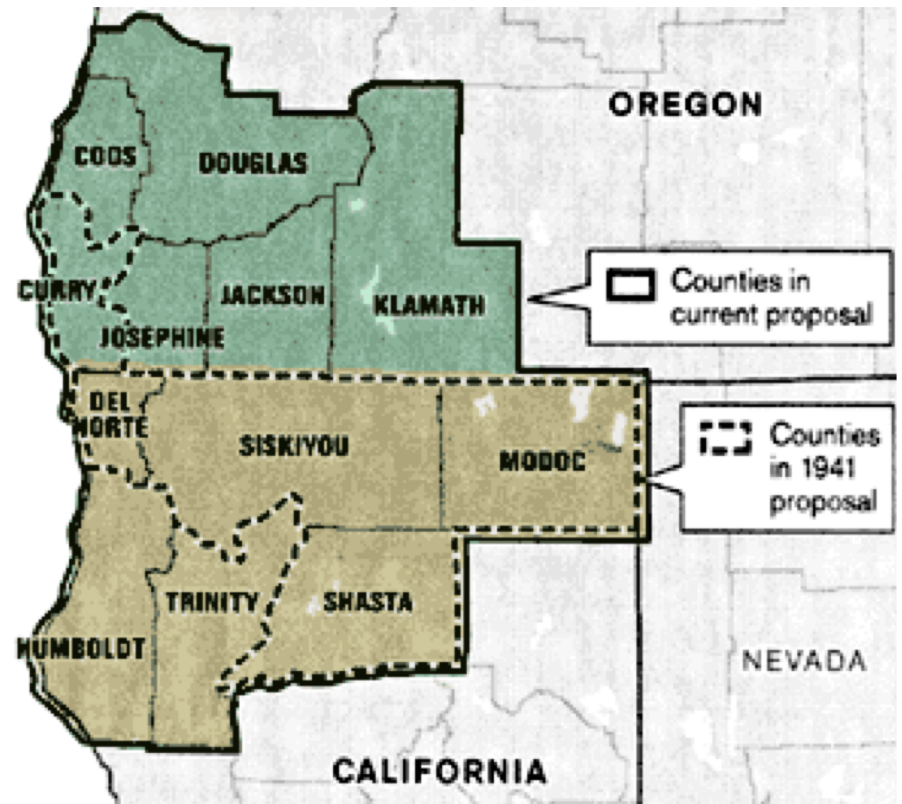 OREGON
COOS
DOUGLAS
Counties in
current proposal
CURRY
JACKSON
KLAMATH
JOSEPHINE
DEL
NORTE
SISKIYOU
MODOC
Counties
in 1941
proposal
TRINITY
SHASTA
HUMBOLDT
NEVADA
CALIFORNIA